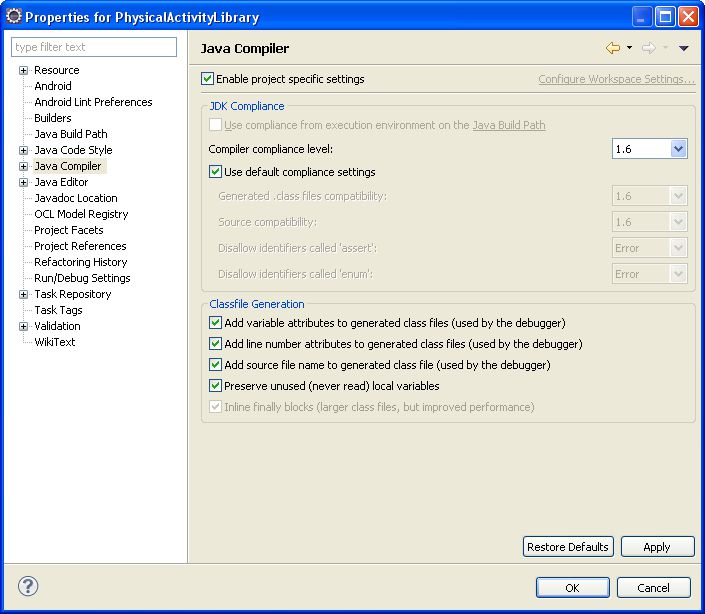 Properties for PhysicalActivityLibrary
type filter text
Resource
Android
Android Lint Preferences
Builders
Java Build Path
Java Code Style
Java Compiler
Java Editor
Javadoc Location
OCL Model Registry
Project Facets
Project References
Refactoring History
Run/Debug Settings
Task Repository
Task Tags
Validation
WikiText
Java Compiler
Enable project specific settings
Configure Workspace Settings...
JDK Compliance
Use compliance from execution environment on the Java Build Path
Compiler compliance level: 1.6
Use default compliance settings
Generated .class files compatibility: 1.6
Source compatibility: 1.6
Disallow identifiers called 'assert': Error
Disallow identifiers called 'enum': Error
Classfile Generation
Add variable attributes to generated class files (used by the debugger)
Add line number attributes to generated class files (used by the debugger)
Add source file name to generated class file (used by the debugger)
Preserve unused (never read) local variables
Inline finally blocks (larger class files, but improved performance)
Restore Defaults Apply
? OK Cancel